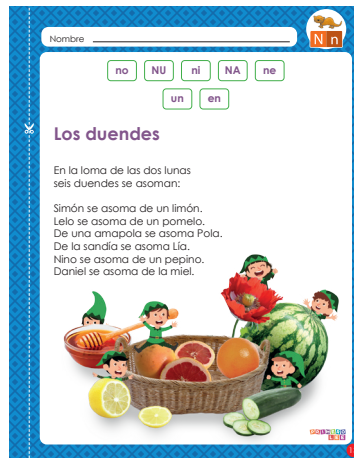 Nombre
N n
no NU ni NA ne
un en
Los duendes
En la loma de las dos lunas
seis duendes se asoman:
Simón se asoma de un limón.
Lelo se asoma de un pomelo.
De una amapola se asoma Pola.
De la sandía se asoma Lía.
Nino se asoma de un pepino.
Daniel se asoma de la miel.